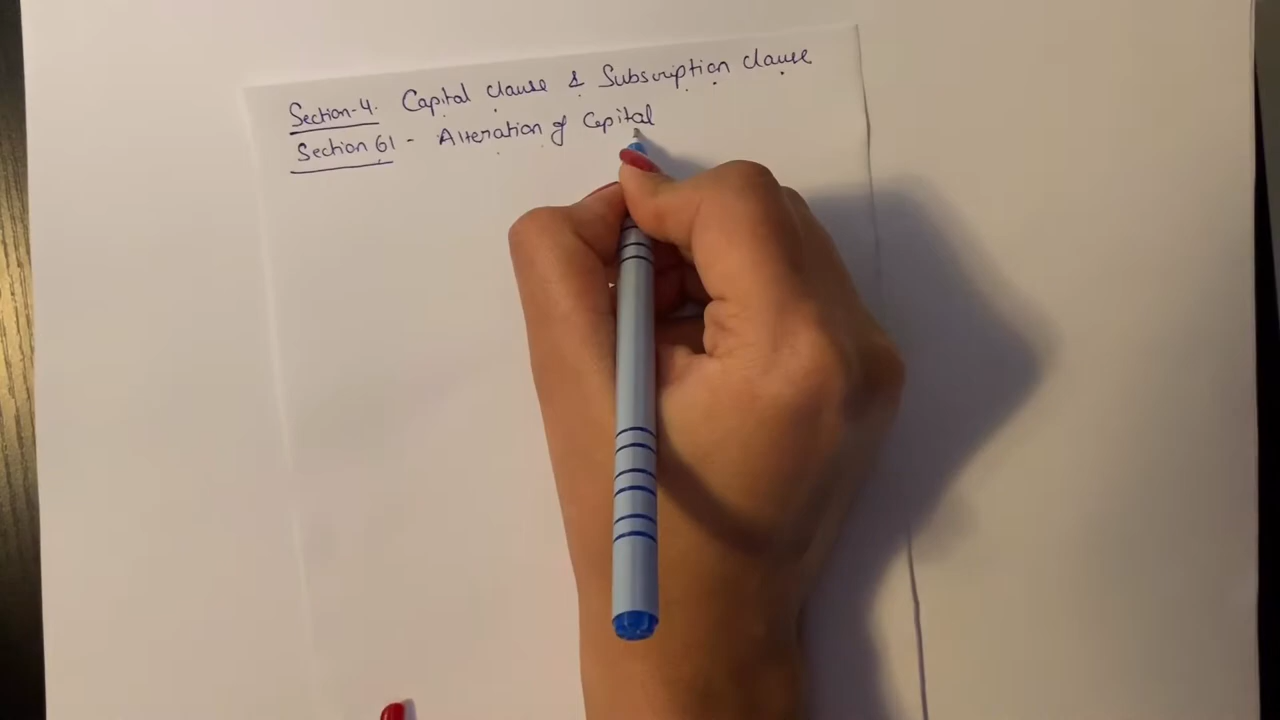 Section-4. Capital clause & Subscription clause
Section 61 - Alteration of Capital